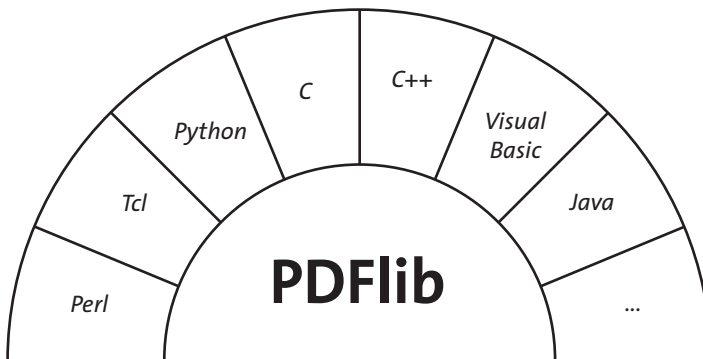 Perl
Tcl
Python
C
C++
Visual
Basic
Java
...
PDFlib